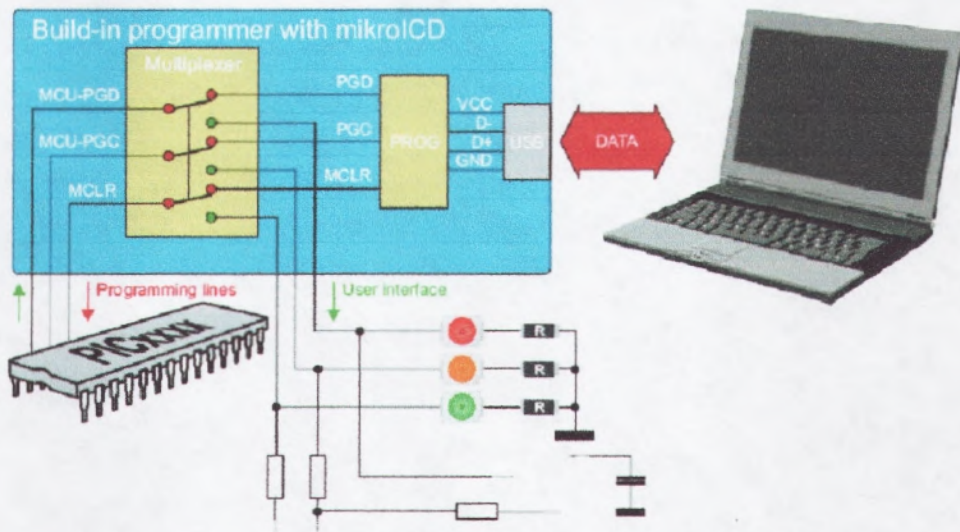 Build-in programmer with mikroICD
Multiplexer
MCU-PGD
MCU-PGC
MCLR
PGD
PGC
MCLR
PROG
VCC
D-
D+
GND
USB
DATA
Programming lines
User interface
PICxxxx
R
R
R